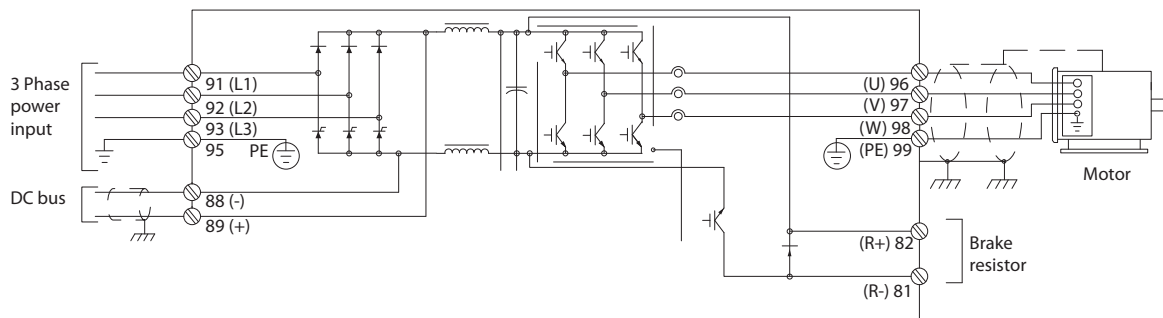 3 Phase
power
input
91 (L1)
92 (L2)
93 (L3)
95
PE
DC bus
88 (-)
89 (+)
(U) 96
(V) 97
(W) 98
(PE) 99
Motor
(R+) 82
(R-) 81
Brake
resistor